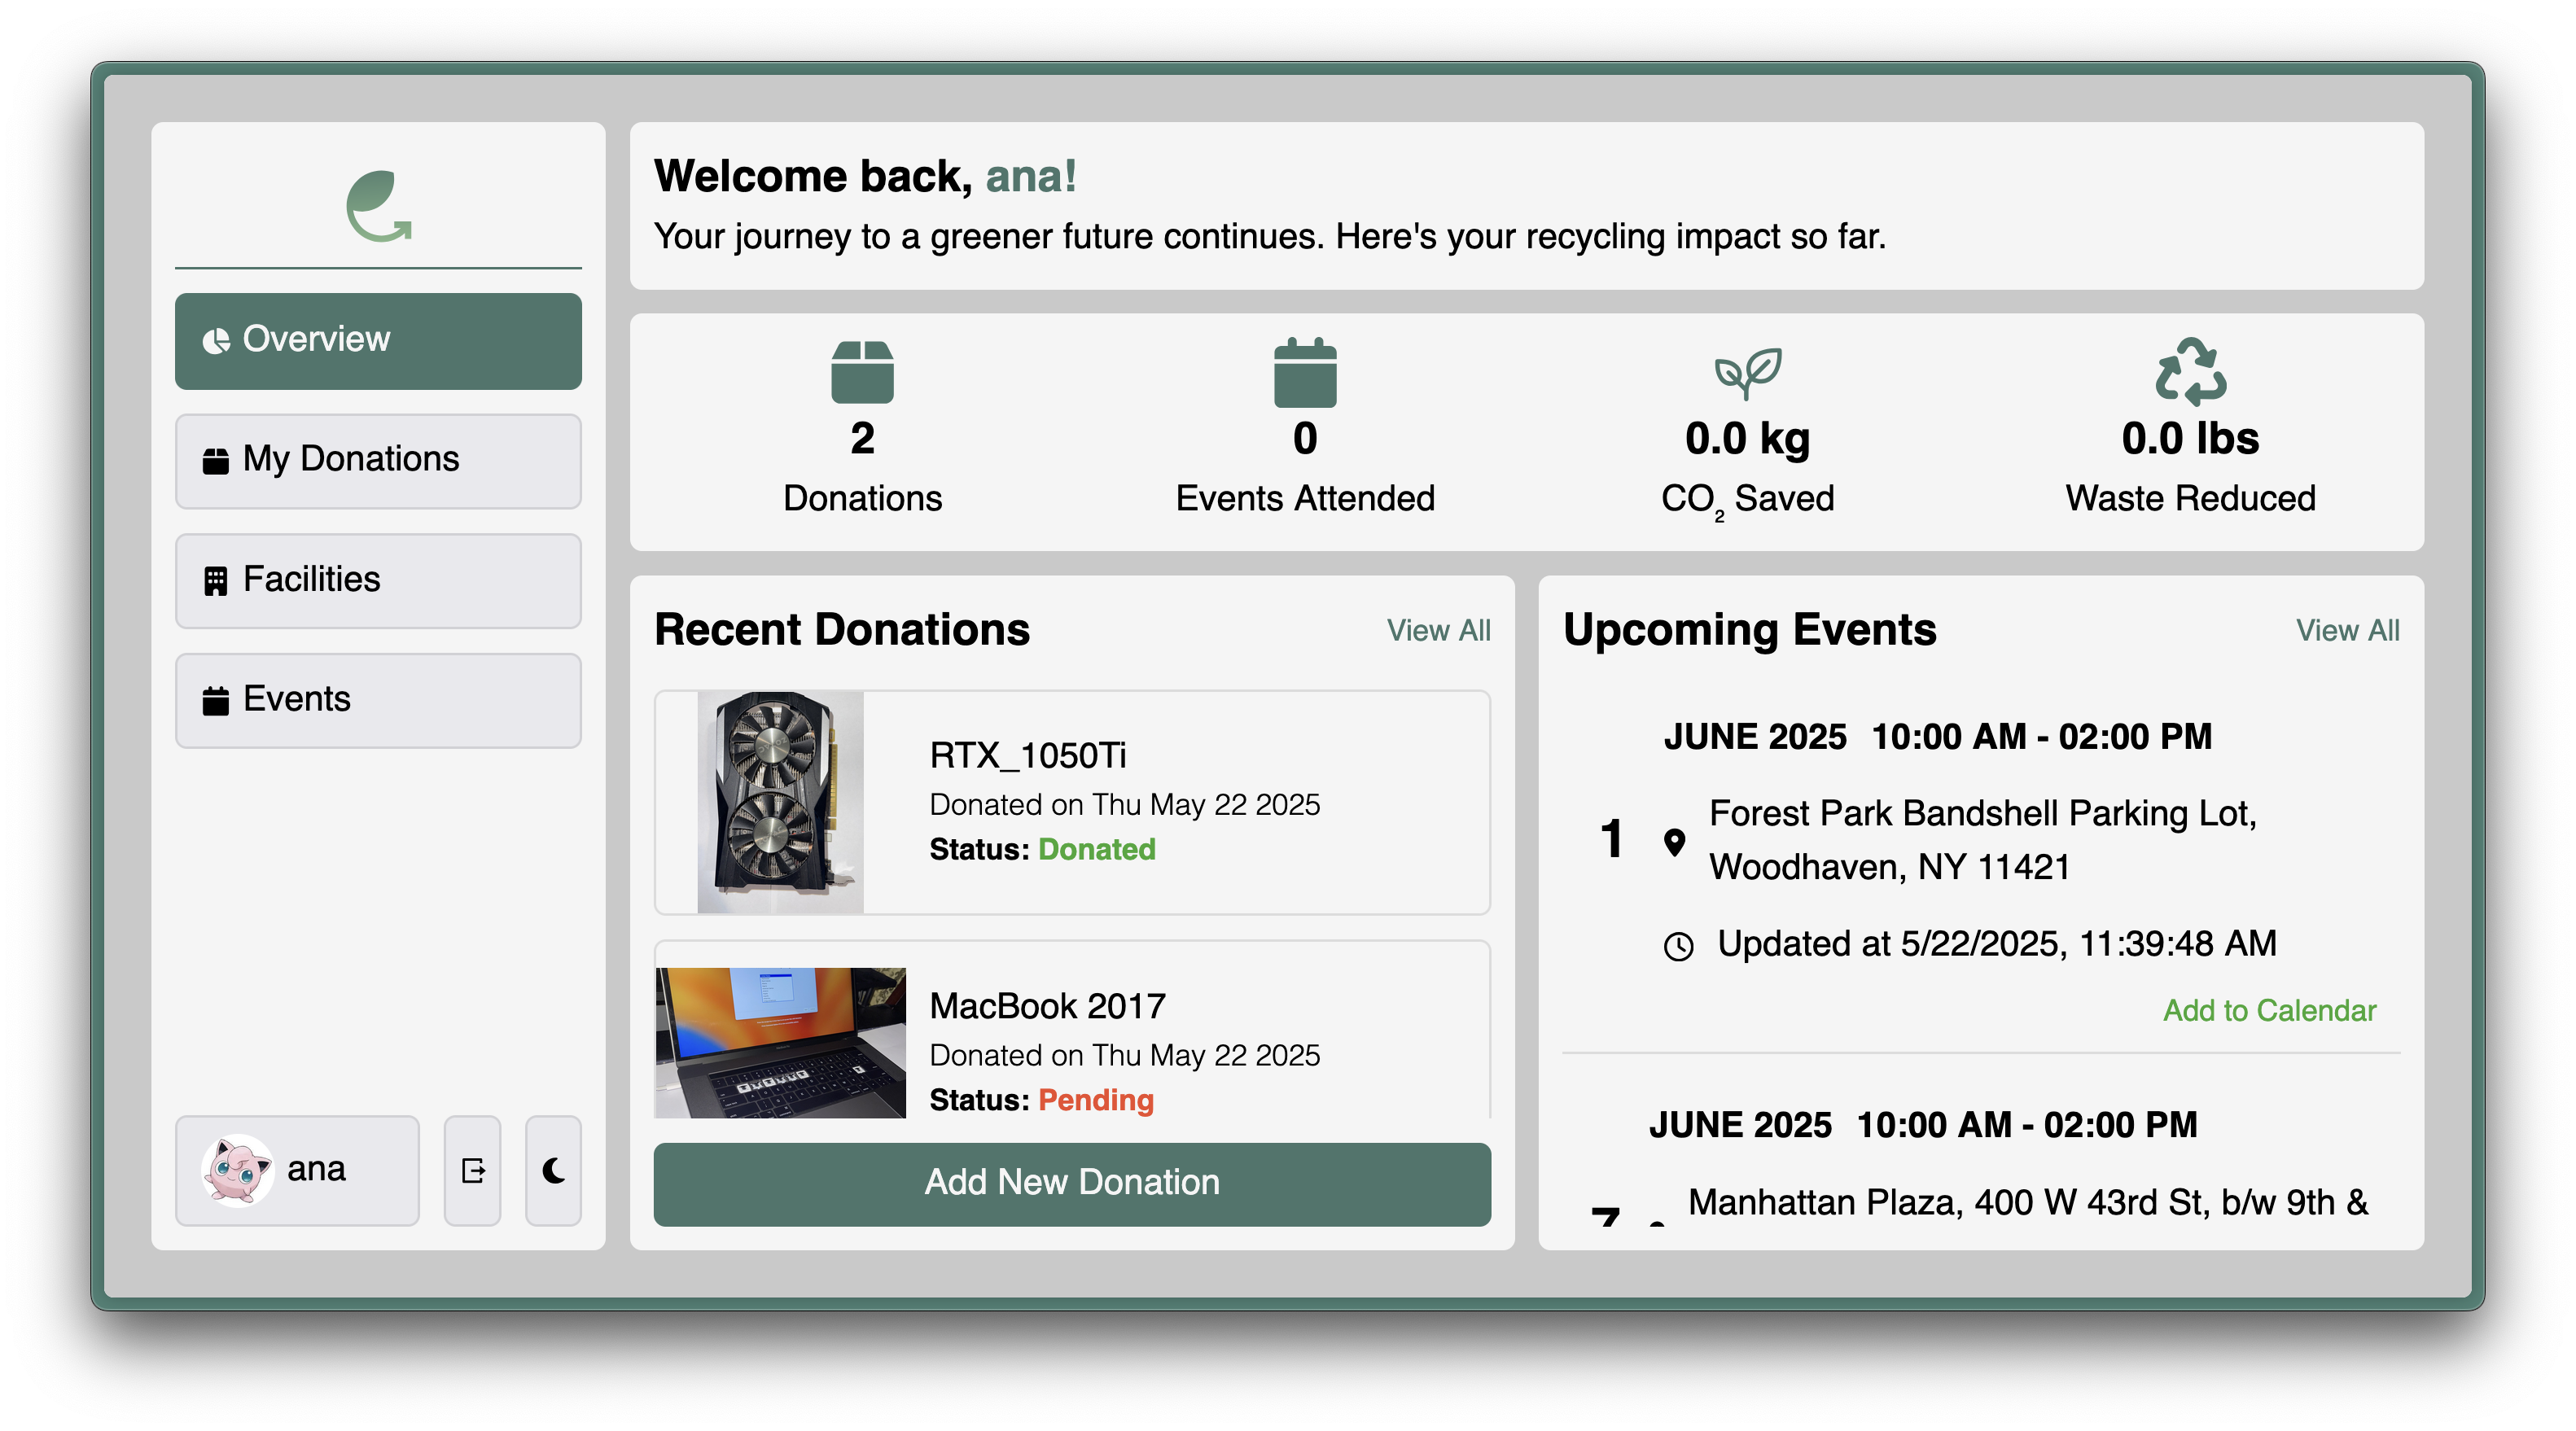 Overview
My Donations
Facilities
Events
ana
Welcome back, ana!
Your journey to a greener future continues. Here's your recycling impact so far.
2
Donations
0
Events Attended
0.0 kg
CO₂ Saved
0.0 lbs
Waste Reduced
Recent Donations
View All
RTX_1050Ti
Donated on Thu May 22 2025
Status: Donated
MacBook 2017
Donated on Thu May 22 2025
Status: Pending
Add New Donation
Upcoming Events
View All
JUNE 2025 10:00 AM - 02:00 PM
1
Forest Park Bandshell Parking Lot,
Woodhaven, NY 11421
Updated at 5/22/2025, 11:39:48 AM
Add to Calendar
JUNE 2025 10:00 AM - 02:00 PM
Manhattan Plaza, 400 W 43rd St, b/w 9th &